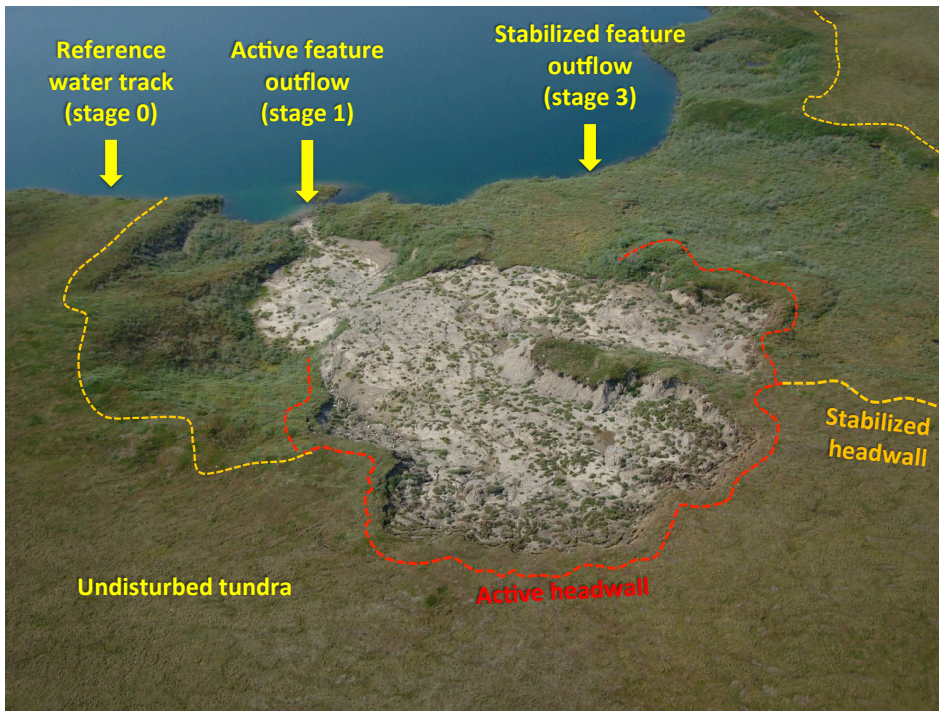 Reference
water track
(stage 0)
Active feature
outflow
(stage 1)
Stabilized feature
outflow
(stage 3)
Stabilized
headwall
Undisturbed tundra
Active headwall